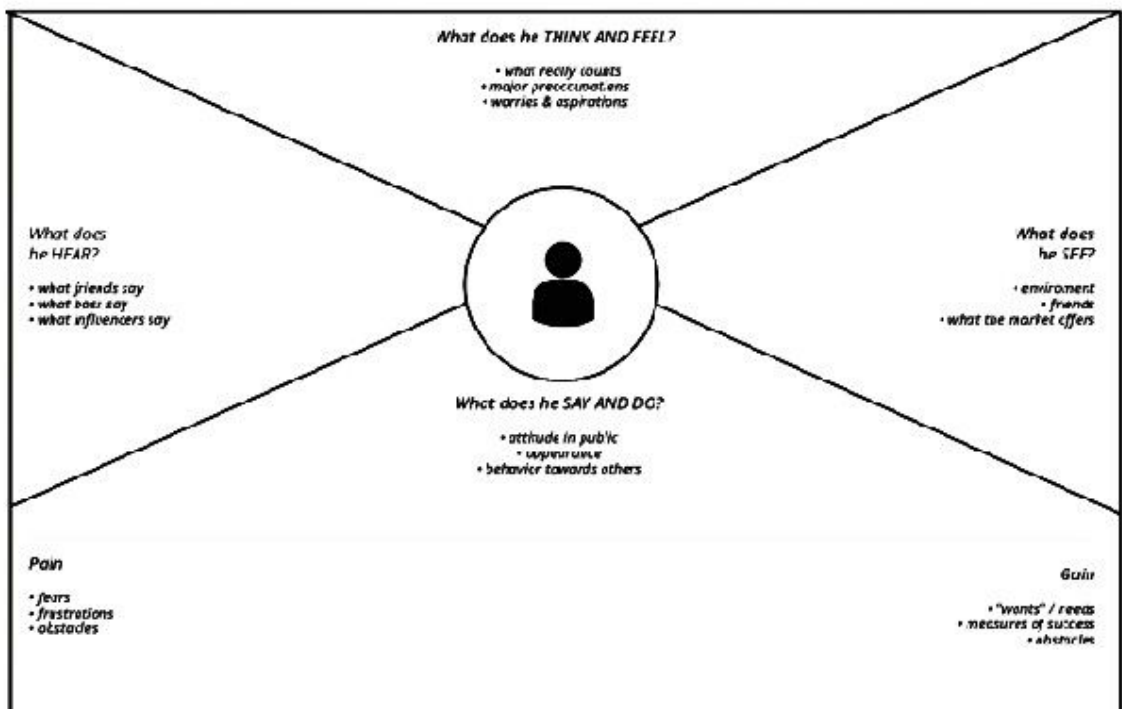 What does he THINK AND FEEL?
• what really counts
• major preoccupations
• worries & aspirations
What does
he HEAR?
• what friends say
• what boss say
• what influencers say
What does
he SEE?
• enviroment
• friends
• what the market offers
What does he SAY AND DO?
• attitude in public
• appearance
• behavior towards others
Pain
• fears
• frustrations
• obstacles
Gain
• "wants" / needs
• measures of success
• obstacles